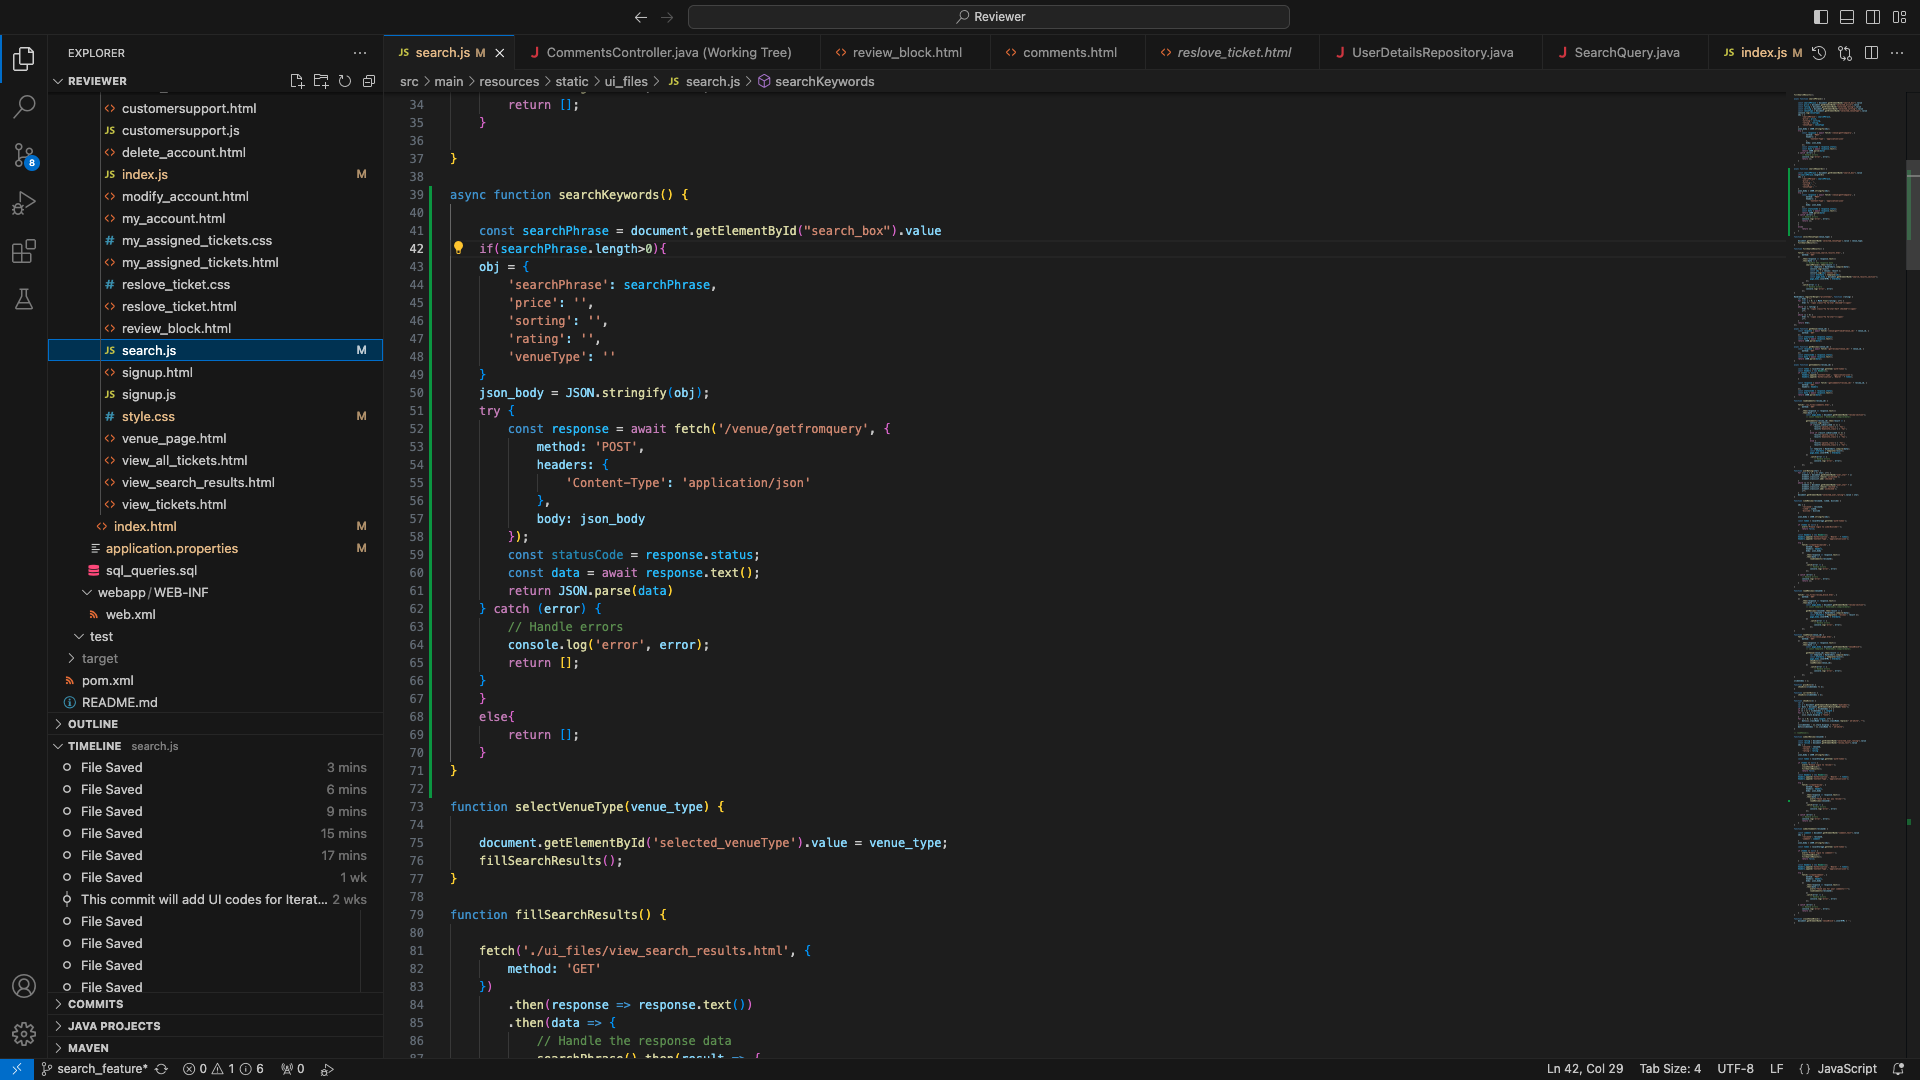 Reviewer
EXPLORER
REVIEWER
customersupport.html
customersupport.js
delete_account.html
index.js M
modify_account.html
my_account.html
my_assigned_tickets.css
my_assigned_tickets.html
reslove_ticket.css
reslove_ticket.html
review_block.html
JS search.js M
signup.html
JS signup.js
# style.css M
venue_page.html
view_all_tickets.html
view_search_results.html
view_tickets.html
index.html M
application.properties M
sql_queries.sql
webapp/WEB-INF
web.xml
test
target
pom.xml
README.md
OUTLINE
TIMELINE search.js
File Saved 3 mins
File Saved 6 mins
File Saved 9 mins
File Saved 15 mins
File Saved 17 mins
File Saved 1 wk
This commit will add UI codes for Iterat... 2 wks
File Saved
File Saved
File Saved
File Saved
COMMITS
JAVA PROJECTS
MAVEN
8
JS search.js M
J CommentsController.java (Working Tree)
<> review_block.html
<> comments.html
<> reslove_ticket.html
J UserDetailsRepository.java
J SearchQuery.java
JS index.js M
src > main > resources > static > ui_files > JS search.js > searchKeywords
34 return [];
35 }
36
37 }
38
39 async function searchKeywords() {
40
41 const searchPhrase = document.getElementById("search_box").value
42 if(searchPhrase.length>0){
43 obj = {
44 'searchPhrase': searchPhrase,
45 'price': '',
46 'sorting': '',
47 'rating': '',
48 'venueType': ''
49 }
50 json_body = JSON.stringify(obj);
51 try {
52 const response = await fetch('/venue/getfromquery', {
53 method: 'POST',
54 headers: {
55 'Content-Type': 'application/json'
56 },
57 body: json_body
58 });
59 const statusCode = response.status;
60 const data = await response.text();
61 return JSON.parse(data)
62 } catch (error) {
63 // Handle errors
64 console.log('error', error);
65 return [];
66 }
67 }
68 else{
69 return [];
70 }
71 }
72
73 function selectVenueType(venue_type) {
74
75 document.getElementById('selected_venueType').value = venue_type;
76 fillSearchResults();
77 }
78
79 function fillSearchResults() {
80
81 fetch('./ui_files/view_search_results.html', {
82 method: 'GET'
83 })
84 .then(response => response.text())
85 .then(data => {
86 // Handle the response data
87 searchPhrase().then(result => {
search_feature* 0 1 6 0
Ln 42, Col 29 Tab Size: 4 UTF-8 LF {} JavaScript